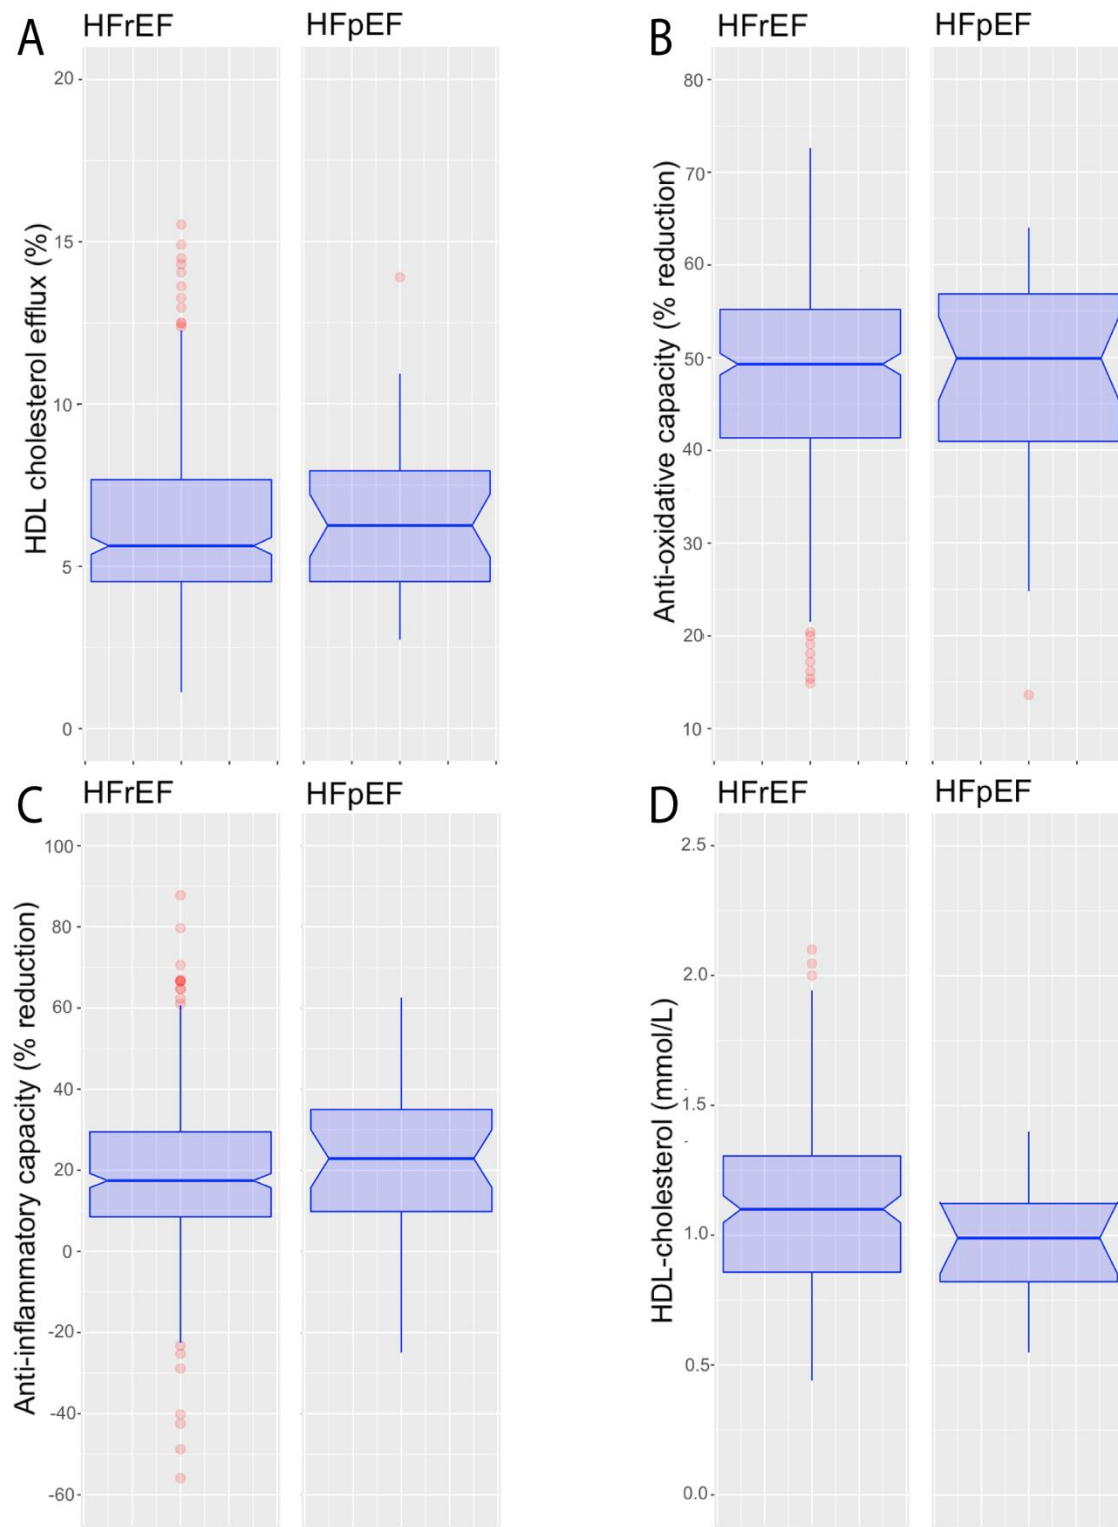 A
HFrEF
HFpEF
HDL cholesterol efflux (%)
20
15
10
5
0
B
HFrEF
HFpEF
Anti-oxidative capacity (% reduction)
80
70
60
50
40
30
20
10
C
HFrEF
HFpEF
Anti-inflammatory capacity (% reduction)
100
80
60
40
20
0
-20
-40
-60
D
HFrEF
HFpEF
HDL-cholesterol (mmol/L)
2.5
2.0
1.5
1.0
0.5
0.0